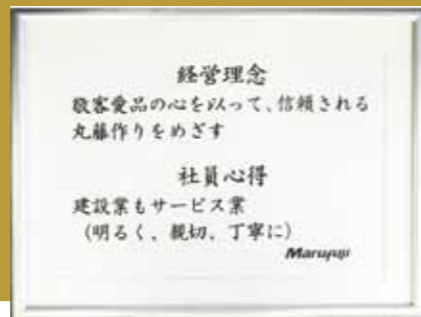 経営理念
敬客愛品の心を以って、信頼される
丸藤作りをめざす
社員心得
建設業もサービス業
(明るく、親切、丁寧に)
Marufuji